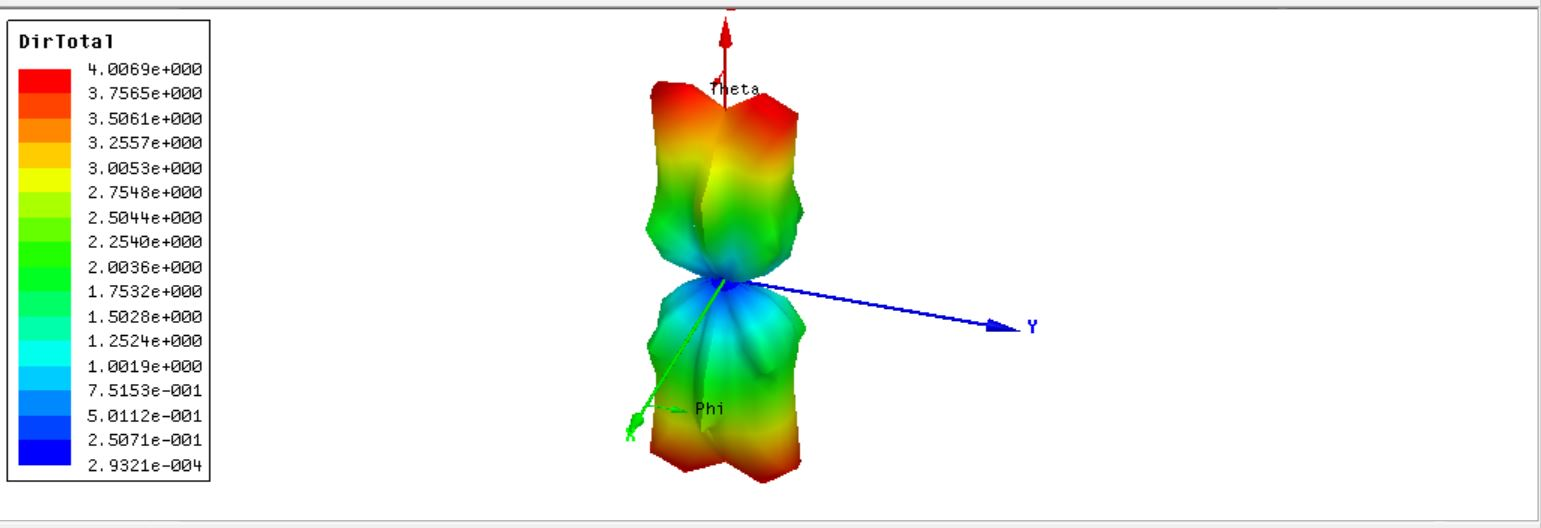 DirTotal
4.0069e+000
3.7565e+000
3.5061e+000
3.2557e+000
3.0053e+000
2.7548e+000
2.5044e+000
2.2540e+000
2.0036e+000
1.7532e+000
1.5028e+000
1.2524e+000
1.0019e+000
7.5153e-001
5.0112e-001
2.5071e-001
2.9321e-004
Theta
Y
Phi
X